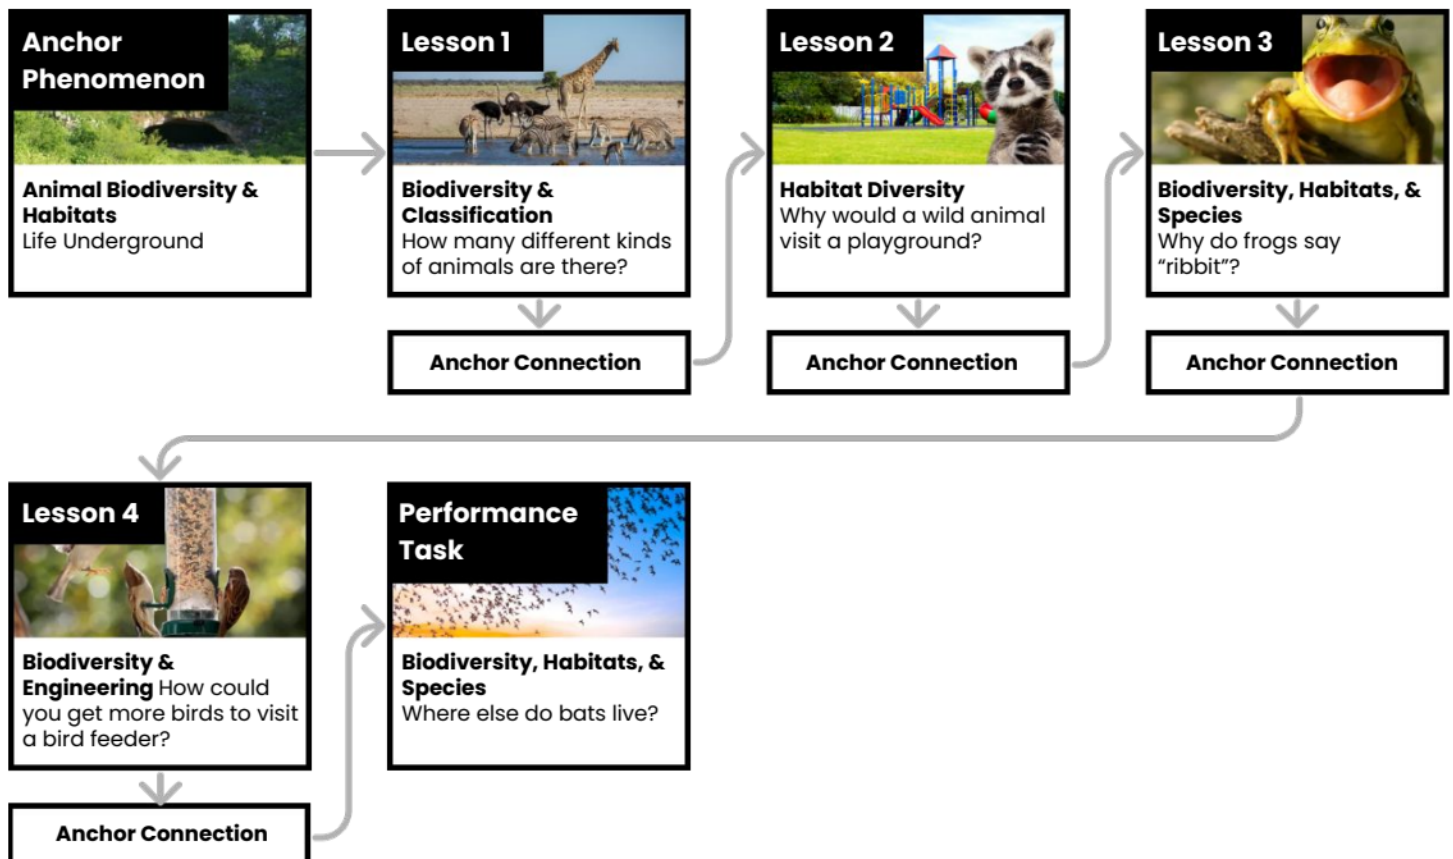 Anchor
Phenomenon
Animal Biodiversity &
Habitats
Life Underground
Lesson 1
Biodiversity &
Classification
How many different kinds
of animals are there?
Anchor Connection
Lesson 2
Habitat Diversity
Why would a wild animal
visit a playground?
Anchor Connection
Lesson 3
Biodiversity, Habitats, &
Species
Why do frogs say
“ribbit”?
Anchor Connection
Lesson 4
Biodiversity &
Engineering How could
you get more birds to visit
a bird feeder?
Anchor Connection
Performance
Task
Biodiversity, Habitats, &
Species
Where else do bats live?